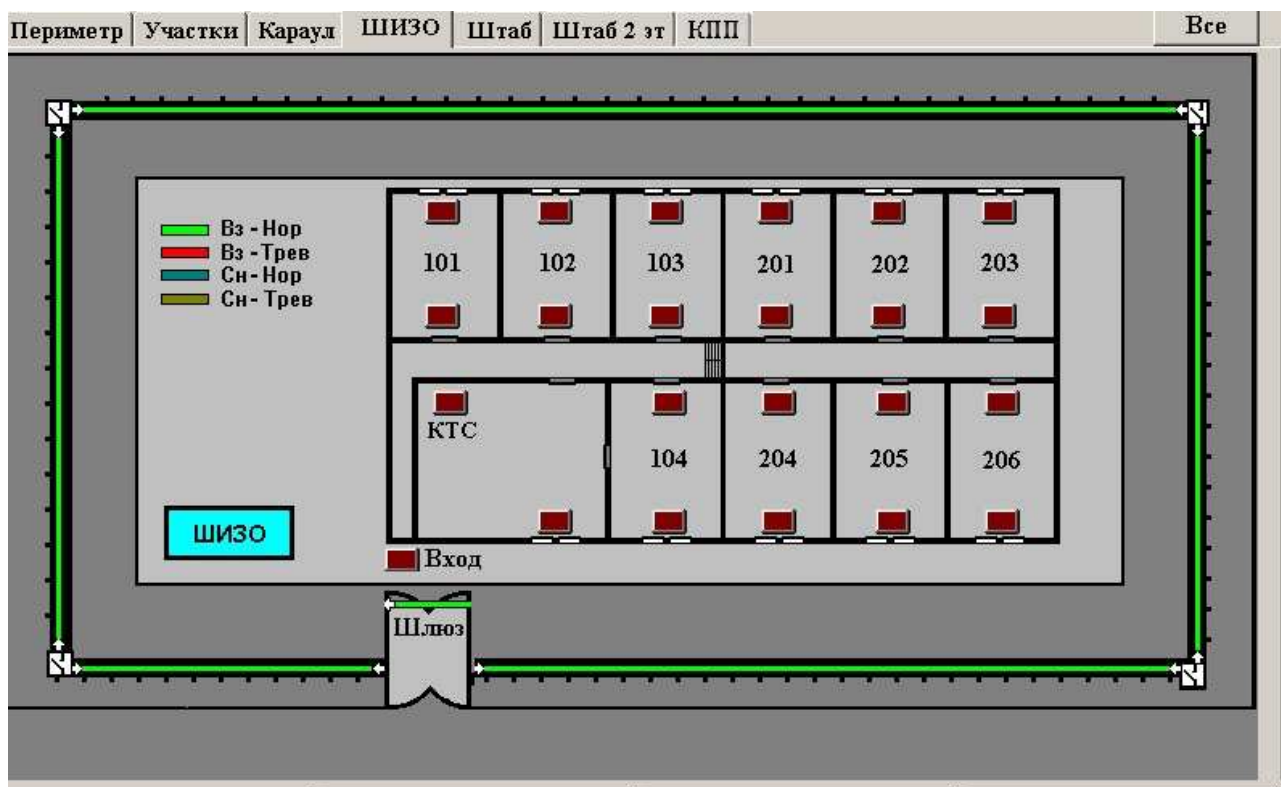 Периметр Участки Караул ШИЗО Штаб Штаб 2 эт КПП Все
Вз - Нор
Вз - Трев
Сн - Нор
Сн - Трев
101 102 103 201 202 203
КТС
104 204 205 206
ШИЗО
Вход
Шлюз